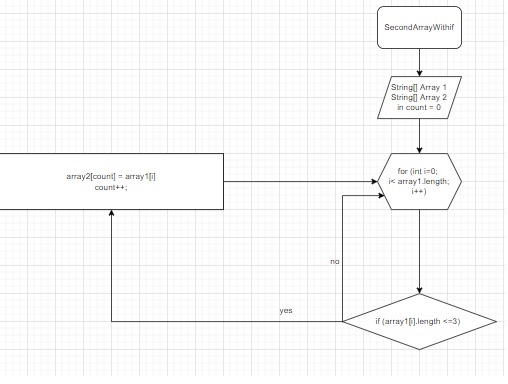 SecondArrayWithif
String[] Array 1
String[] Array 2
in count = 0
for (int i=0;
i< array1.length;
i++)
array2[count] = array1[i]
count++;
no
yes
if (array1[i].length <=3)